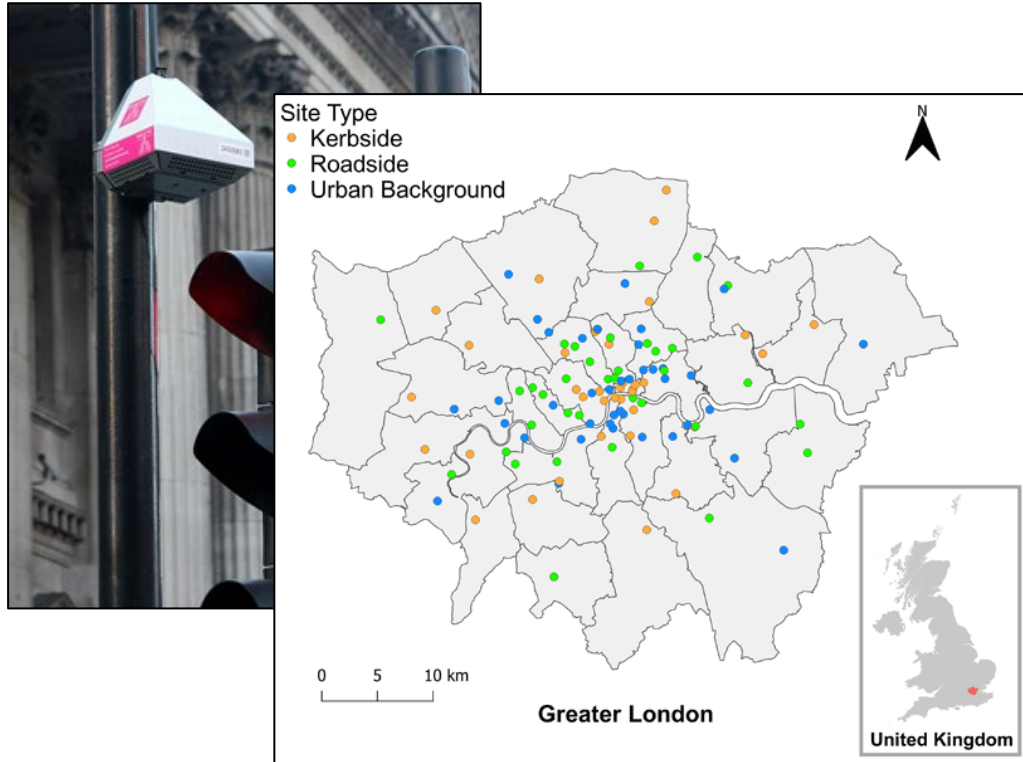 Site Type
Kerbside
Roadside
Urban Background
N
0 5 10 km
Greater London
United Kingdom